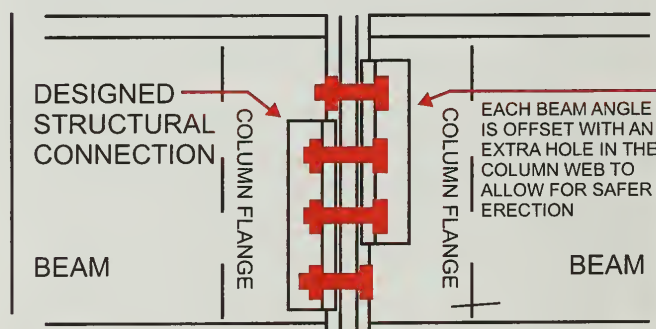 DESIGNED
STRUCTURAL
CONNECTION
COLUMN FLANGE
BEAM
COLUMN FLANGE
EACH BEAM ANGLE
IS OFFSET WITH AN
EXTRA HOLE IN THE
COLUMN WEB TO
ALLOW FOR SAFER
ERECTION
BEAM